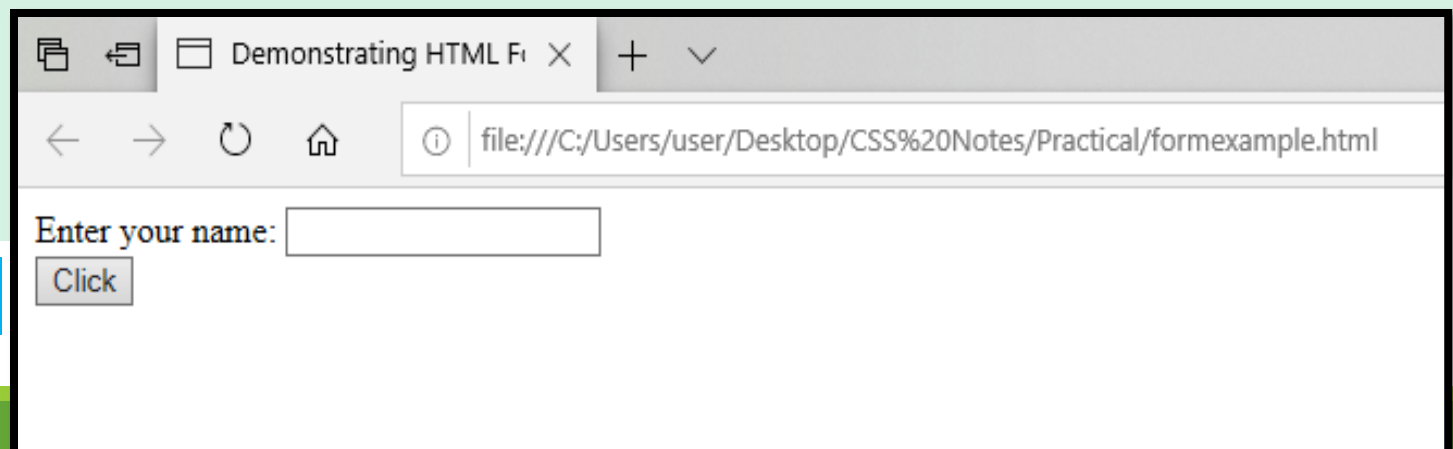 Demonstrating HTML F
file:///C:/Users/user/Desktop/CSS%20Notes/Practical/formexample.html
Enter your name:
Click